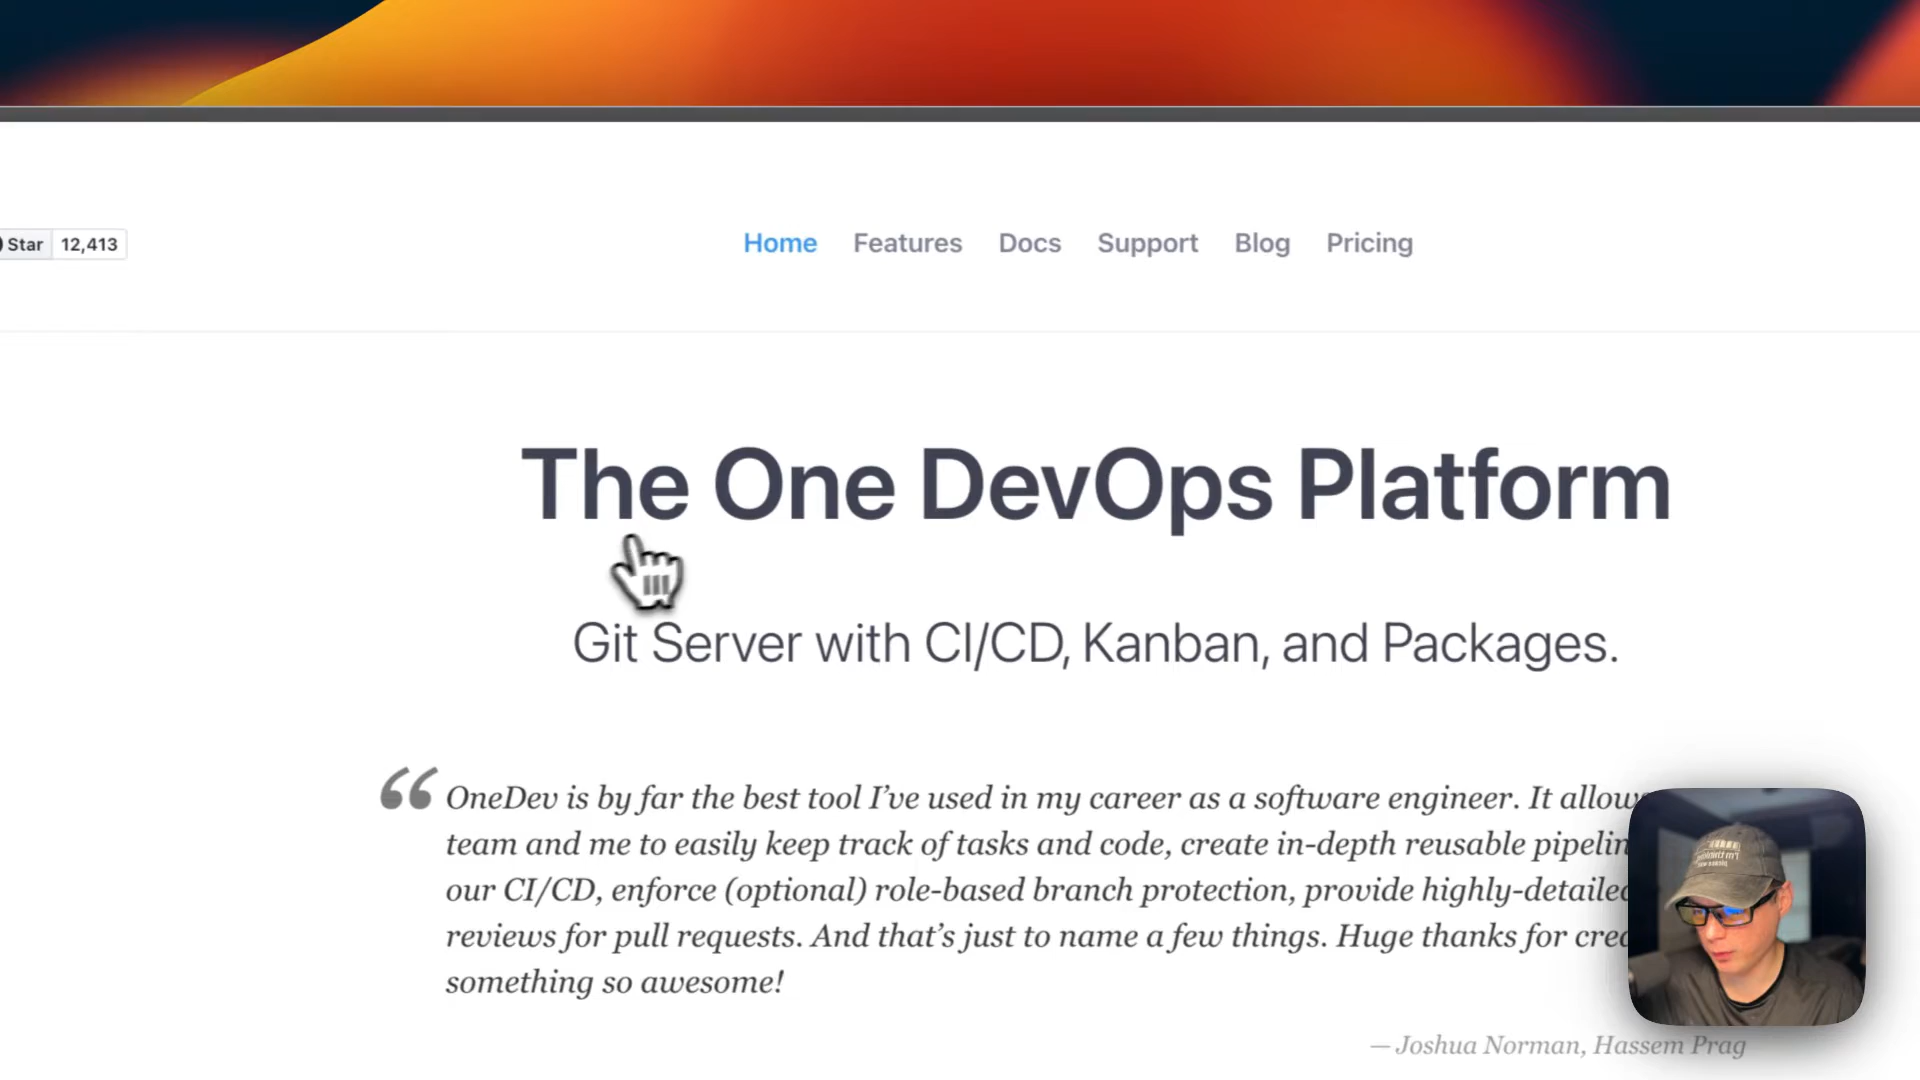 Star 12,413
Home Features Docs Support Blog Pricing
The One DevOps Platform
Git Server with CI/CD, Kanban, and Packages.
“ OneDev is by far the best tool I’ve used in my career as a software engineer. It allow
team and me to easily keep track of tasks and code, create in-depth reusable pipelin
our CI/CD, enforce (optional) role-based branch protection, provide highly-detailed
reviews for pull requests. And that’s just to name a few things. Huge thanks for crea
something so awesome!
— Joshua Norman, Hassem Prag